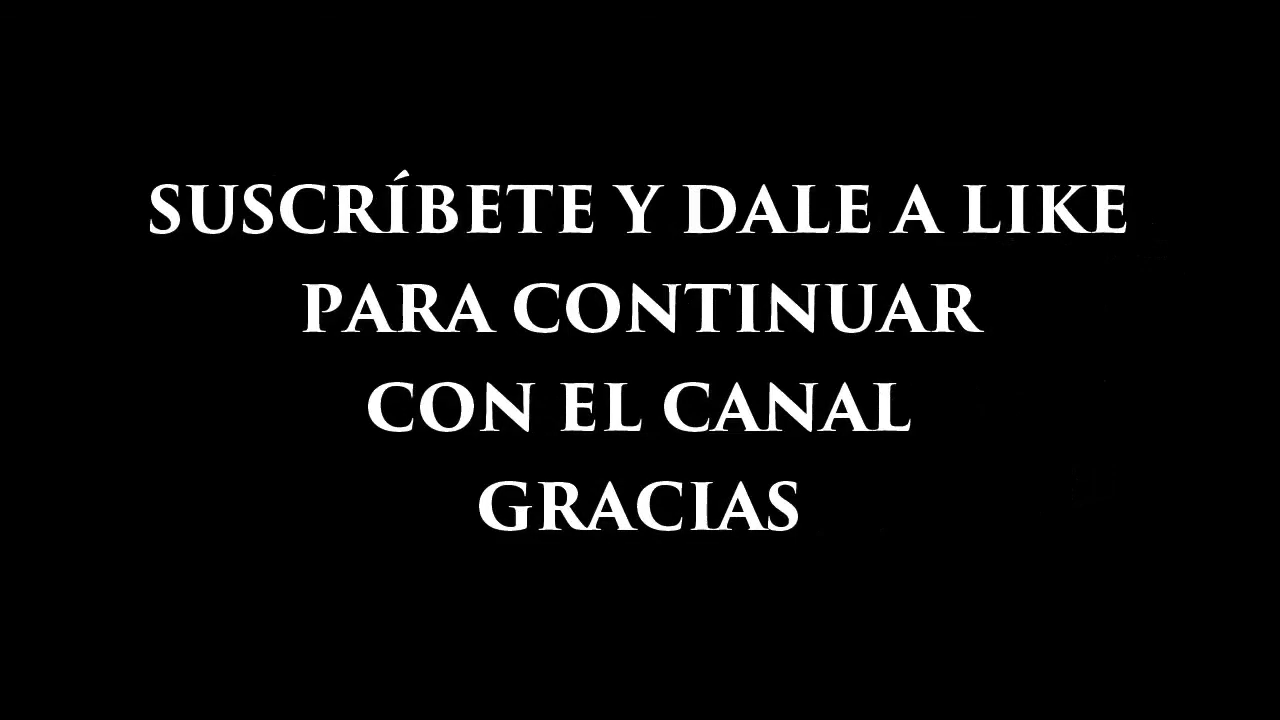 SUSCRÍBETE Y DALE A LIKE
PARA CONTINUAR
CON EL CANAL
GRACIAS